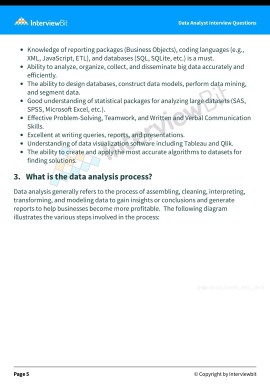 InterviewBit
Data Analyst Interview Questions
• Knowledge of reporting packages (Business Objects), coding languages (e.g.,
XML, JavaScript, ETL), and databases (SQL, SQLite, etc.) is a must.
• Ability to analyze, organize, collect, and disseminate big data accurately and
efficiently.
• The ability to design databases, construct data models, perform data mining,
and segment data.
• Good understanding of statistical packages for analyzing large datasets (SAS,
SPSS, Microsoft Excel, etc.).
• Effective Problem-Solving, Teamwork, and Written and Verbal Communication
Skills.
• Excellent at writing queries, reports, and presentations.
• Understanding of data visualization software including Tableau and Qlik.
• The ability to create and apply the most accurate algorithms to datasets for
finding solutions.
3. What is the data analysis process?
Data analysis generally refers to the process of assembling, cleaning, interpreting,
transforming, and modeling data to gain insights or conclusions and generate
reports to help businesses become more profitable. The following diagram
illustrates the various steps involved in the process:
InterviewBit
Page 5
© Copyright by Interviewbit